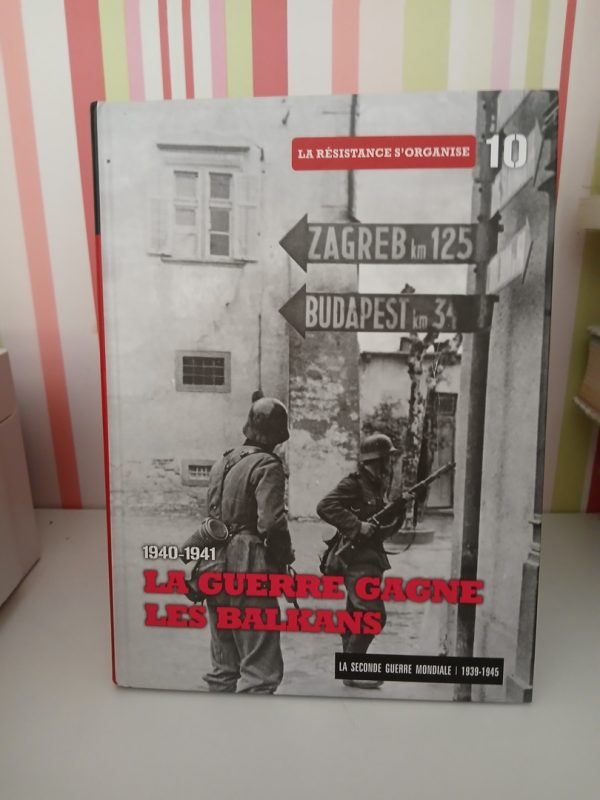 LA RÉSISTANCE S'ORGANISE
10
ZAGREB km 125
BUDAPEST km 34
1940-1941
LA GUERRE GAGNE
LES BALKANS
LA SECONDE GUERRE MONDIALE | 1939-1945